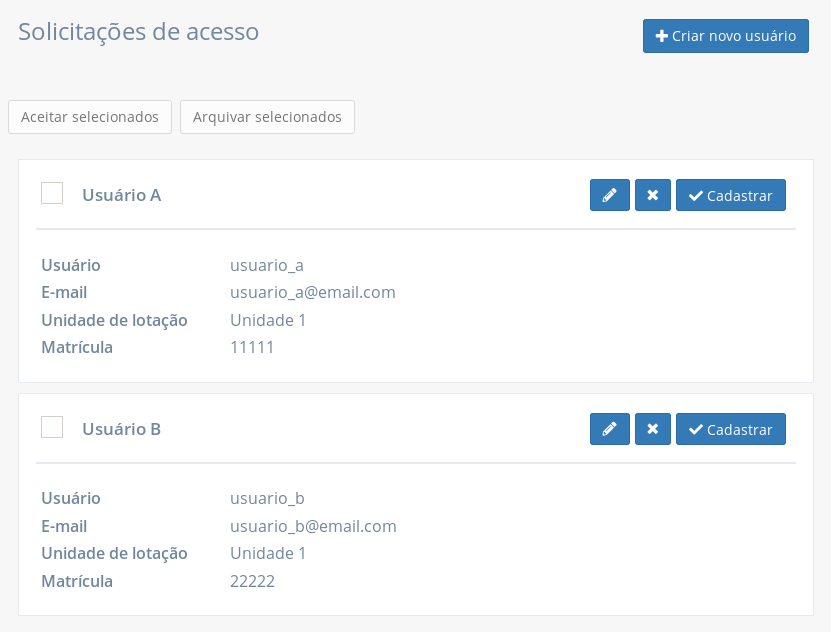 Solicitações de acesso
Criar novo usuário
Aceitar selecionados Arquivar selecionados
Usuário A Cadastrar
Usuário usuario_a
E-mail usuario_a@email.com
Unidade de lotação Unidade 1
Matrícula 11111
Usuário B Cadastrar
Usuário usuario_b
E-mail usuario_b@email.com
Unidade de lotação Unidade 1
Matrícula 22222